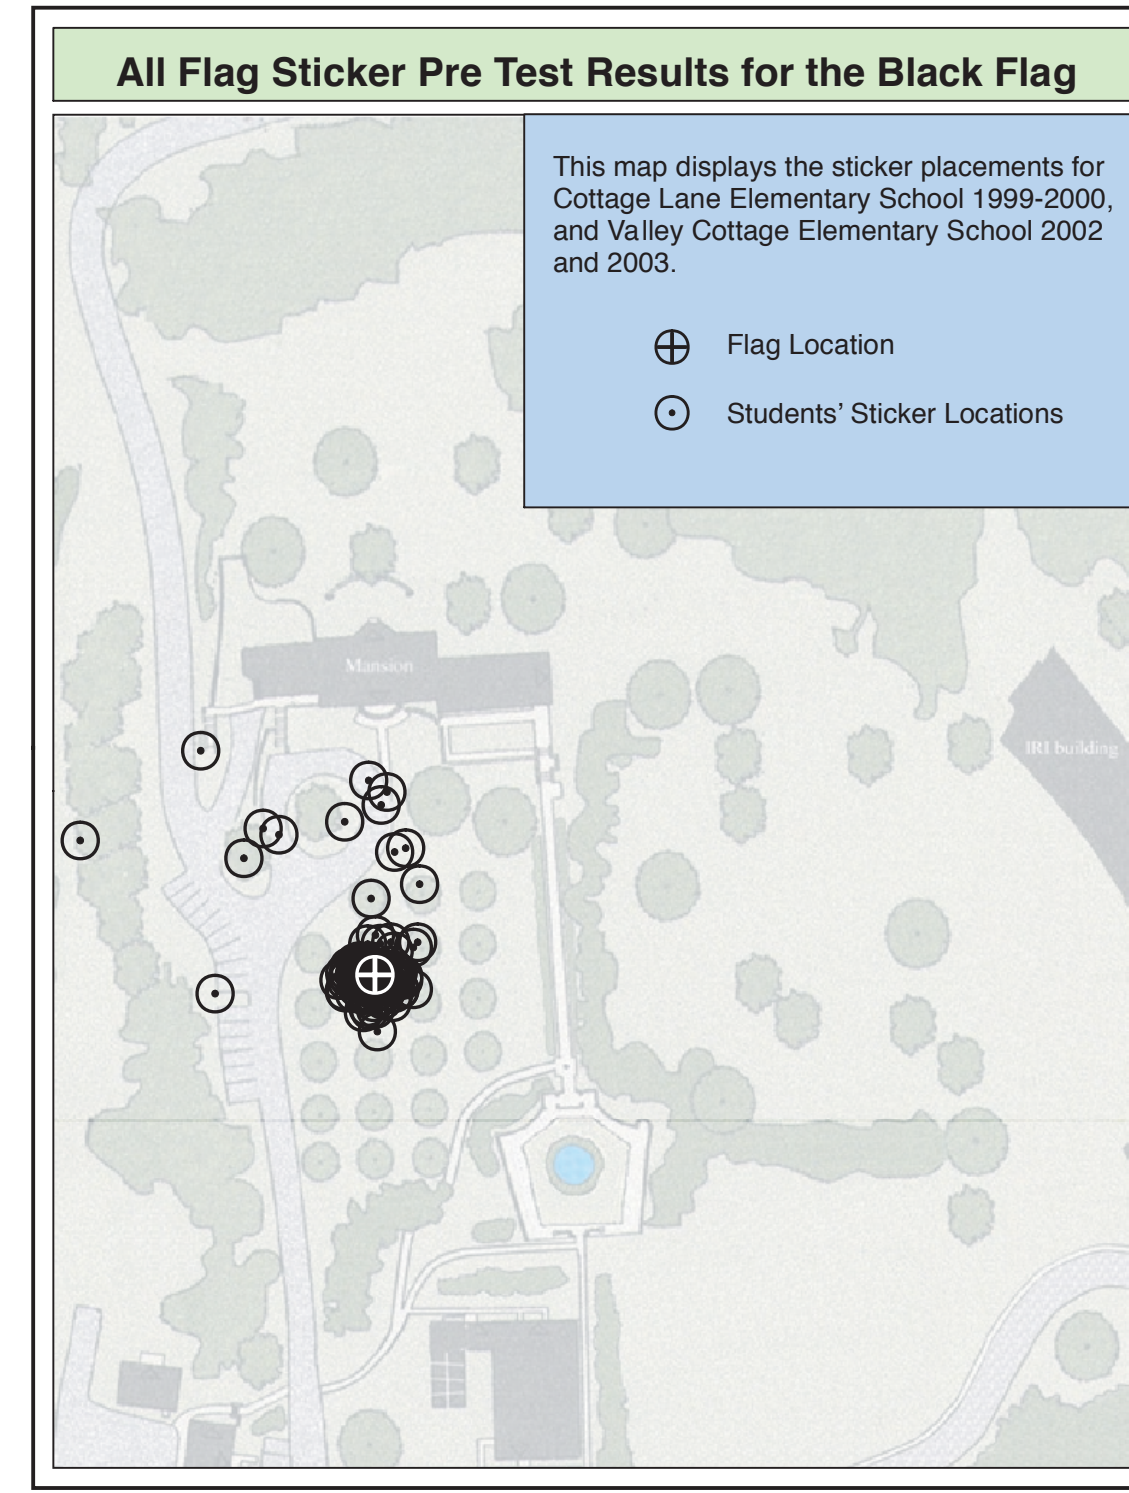 All Flag Sticker Pre Test Results for the Black Flag
This map displays the sticker placements for
Cottage Lane Elementary School 1999-2000,
and Valley Cottage Elementary School 2002
and 2003.
Flag Location
Students’ Sticker Locations
Mansion
IRI building